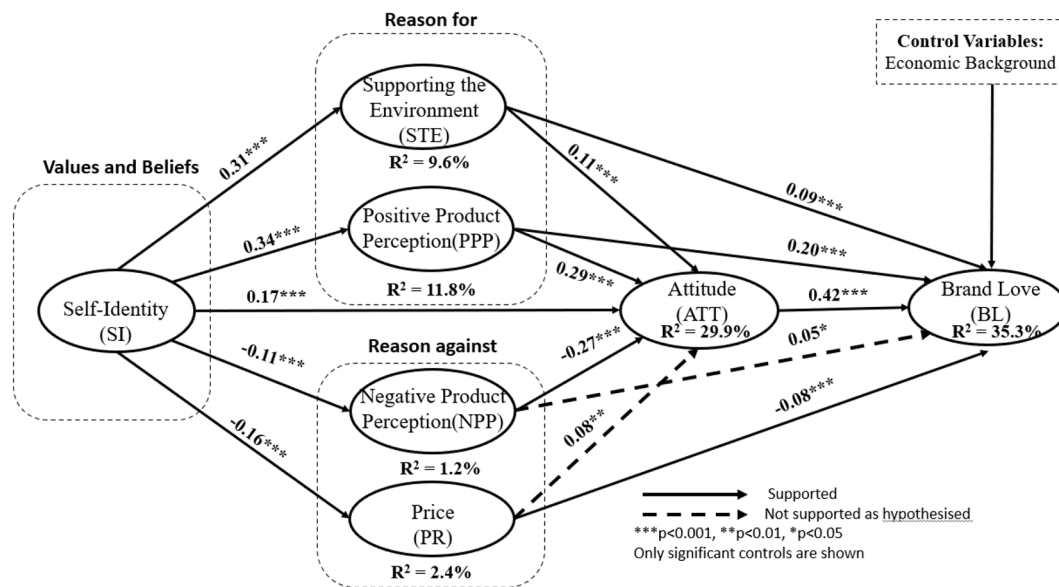 Reason for
Control Variables:
Economic Background
Supporting the
Environment
(STE)
R² = 9.6%
Values and Beliefs
0.31***
0.11***
0.09***
Positive Product
Perception(PPP)
R² = 11.8%
0.34***
0.20***
0.29***
Self-Identity
(SI)
0.17***
Attitude
(ATT)
R² = 29.9%
0.42***
Brand Love
(BL)
R² = 35.3%
Reason against
-0.11***
-0.27***
0.05*
Negative Product
Perception(NPP)
R² = 1.2%
-0.16***
0.08**
-0.08***
Price
(PR)
R² = 2.4%
Supported
Not supported as hypothesised
***p<0.001, **p<0.01, *p<0.05
Only significant controls are shown